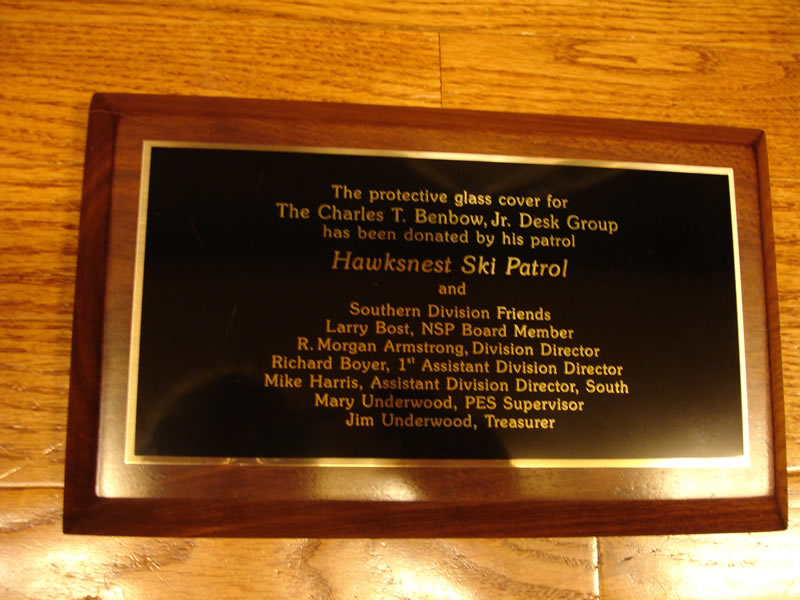 The protective glass cover for
The Charles T. Benbow, Jr. Desk Group
has been donated by his patrol
Hawksnest Ski Patrol
and
Southern Division Friends
Larry Bost, NSP Board Member
R. Morgan Armstrong, Division Director
Richard Boyer, 1st Assistant Division Director
Mike Harris, Assistant Division Director, South
Mary Underwood, PES Supervisor
Jim Underwood, Treasurer